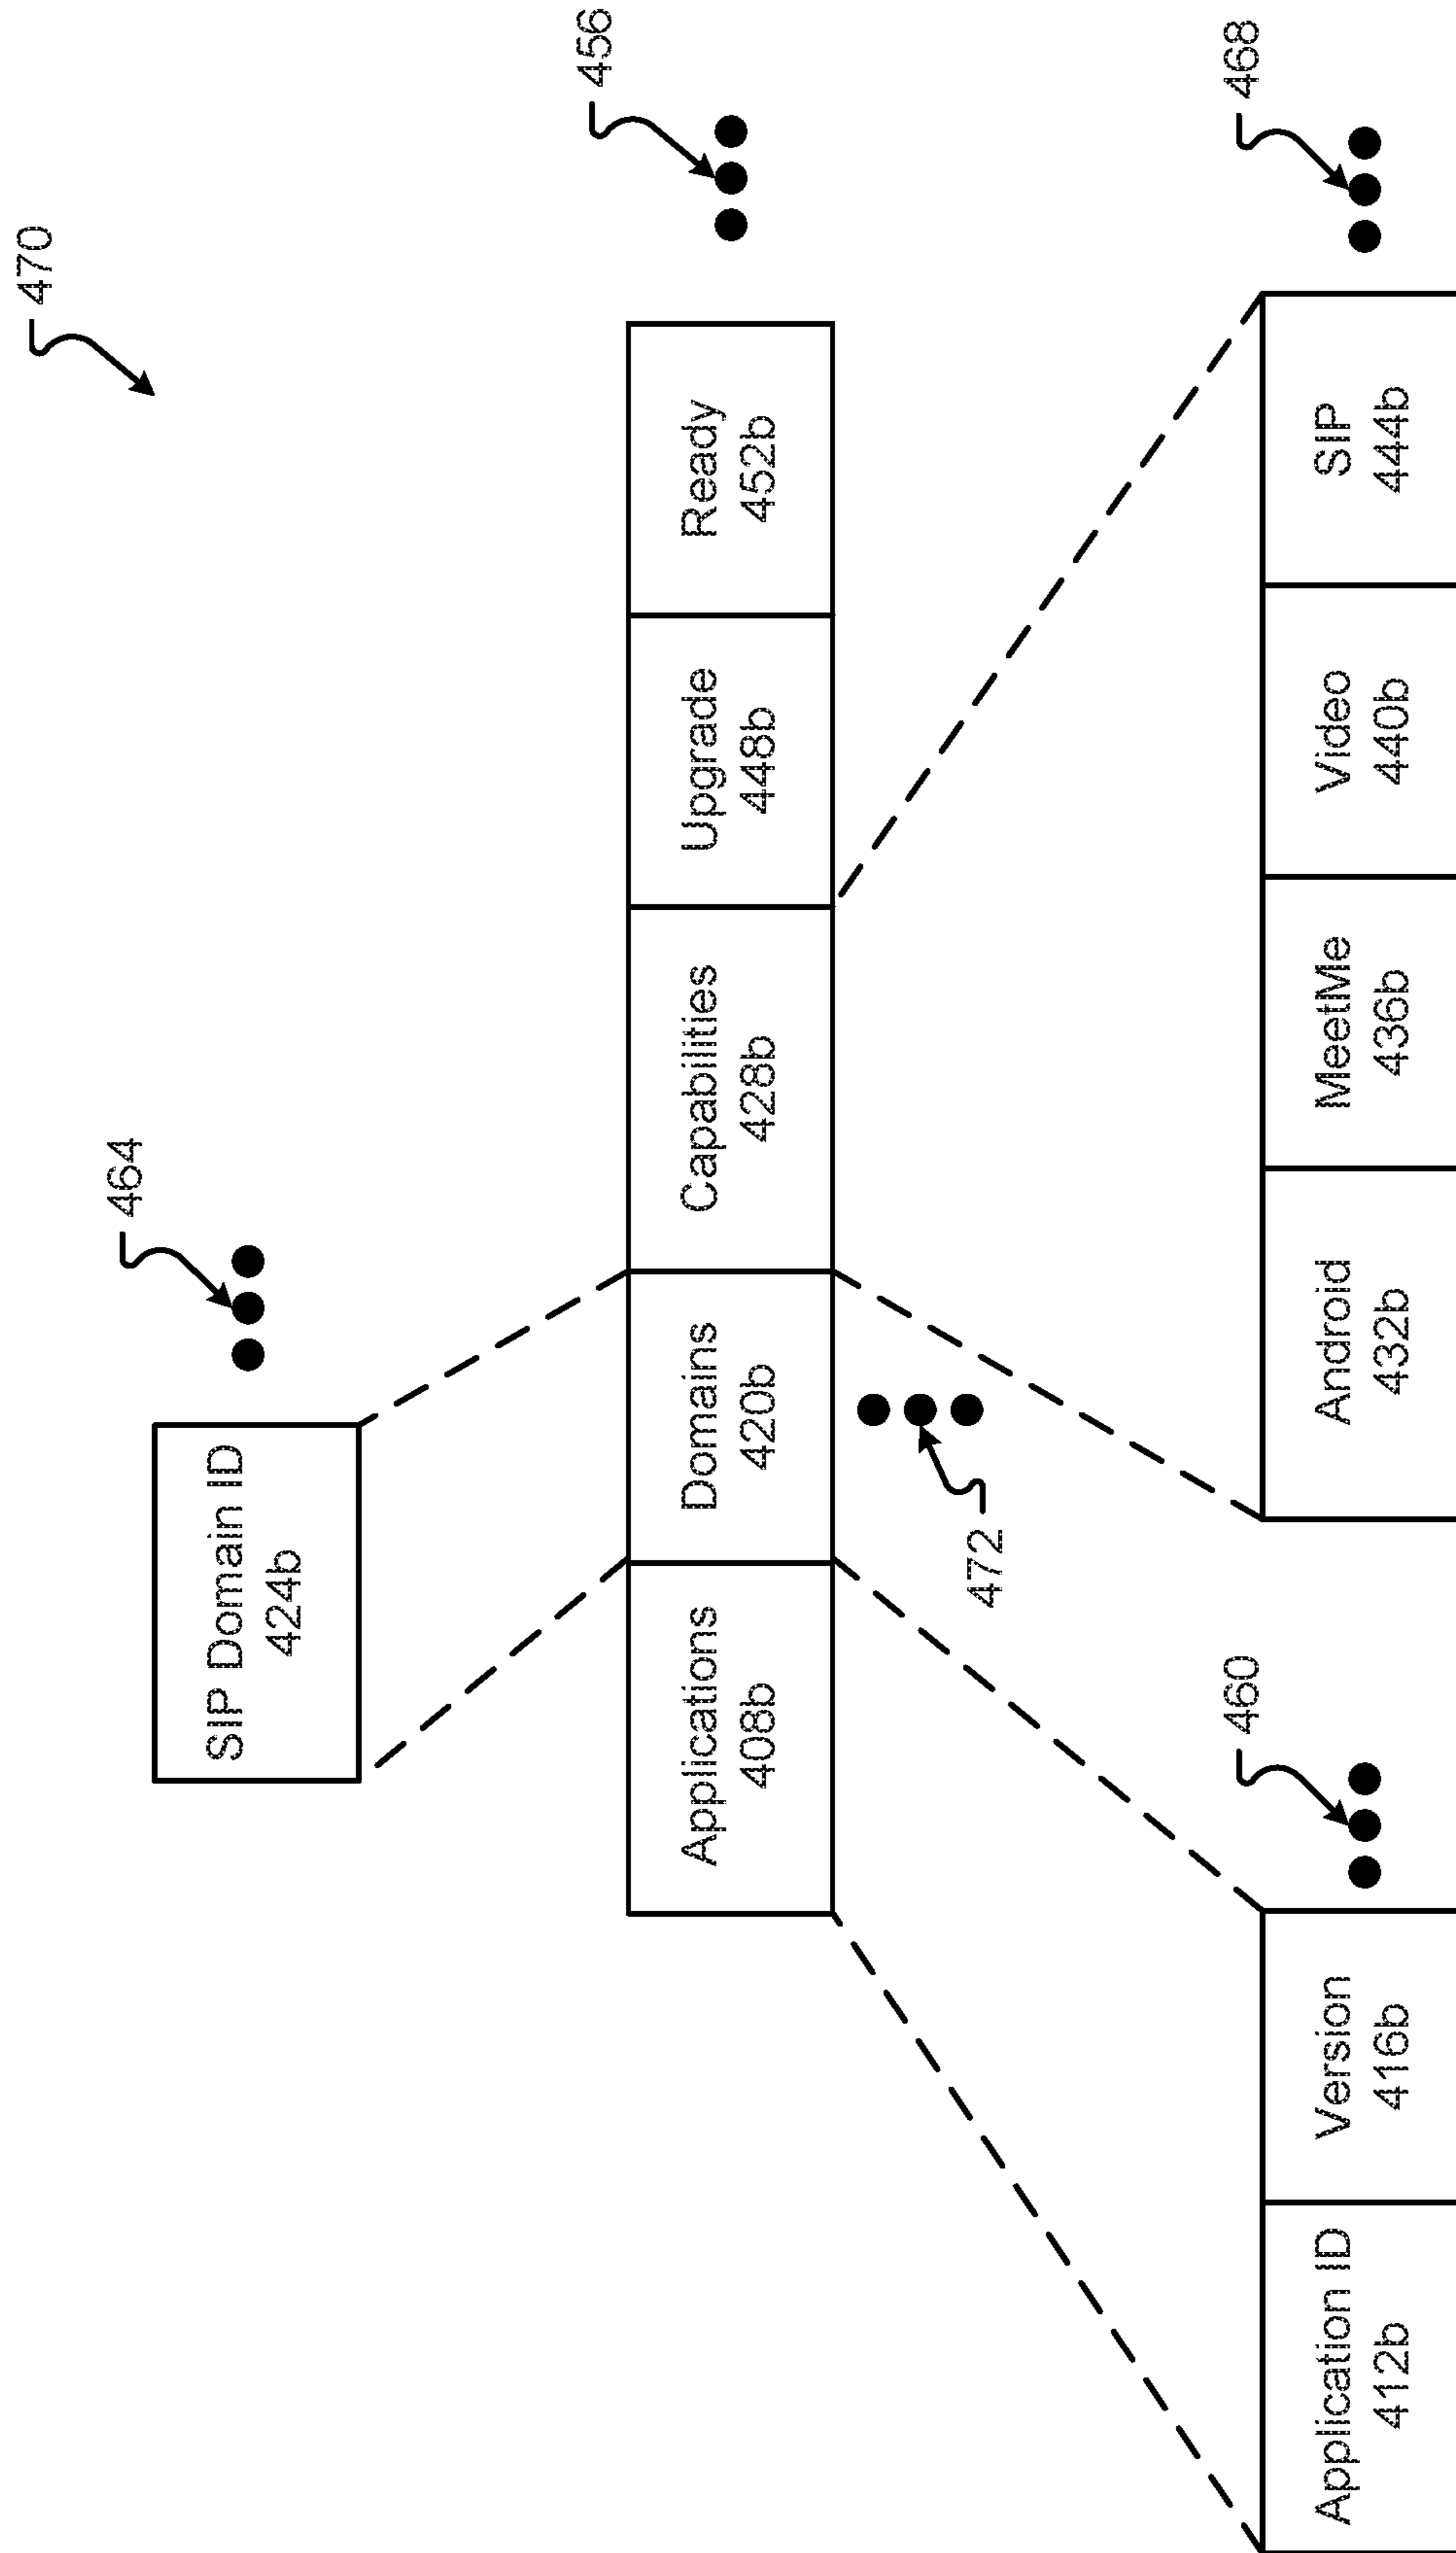 470
464
SIP Domain ID
424b
456
Applications
408b
Domains
420b
Capabilities
428b
Upgrade
448b
Ready
452b
472
460
468
Application ID
412b
Version
416b
Android
432b
MeetMe
436b
Video
440b
SIP
444b